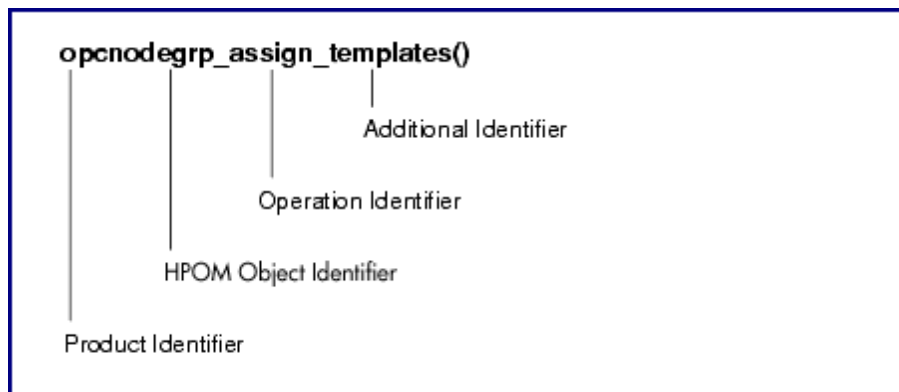 opcnodegrp_assign_templates()
Additional Identifier
Operation Identifier
HPOM Object Identifier
Product Identifier